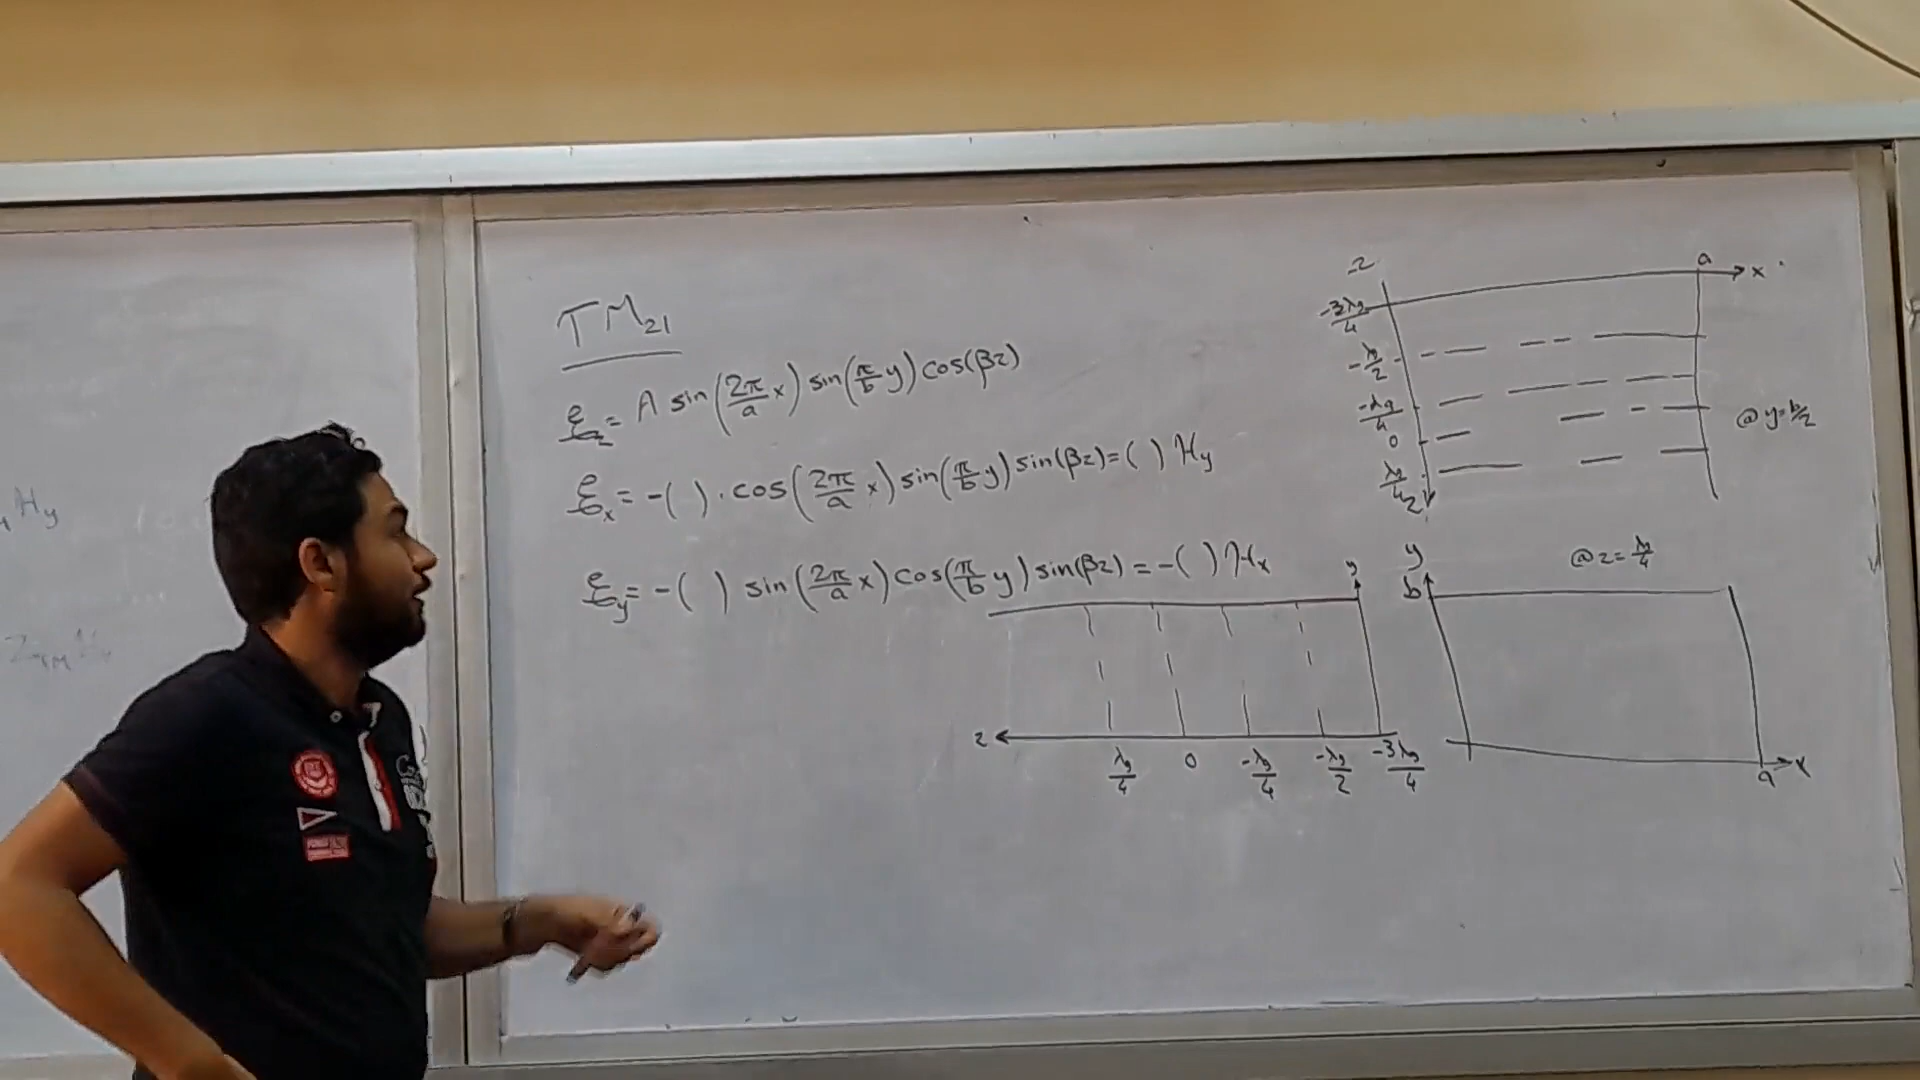 TM₂₁
ℰz = A sin(2π/a x) sin(π/b y) cos(βz)
ℰx = -( ) · cos(2π/a x) sin(π/b y) sin(βz) = ( ) Hy
ℰy = -( ) sin(2π/a x) cos(π/b y) sin(βz) = -( ) Hx
Hy
a
x
-3λg/4
-λg/2
-λg/4
0
λg/4
z
@ y = b/2
y
z
λg/4 0 -λg/4 -λg/2 -3λg/4
@ z = λg/4
y
b
a x